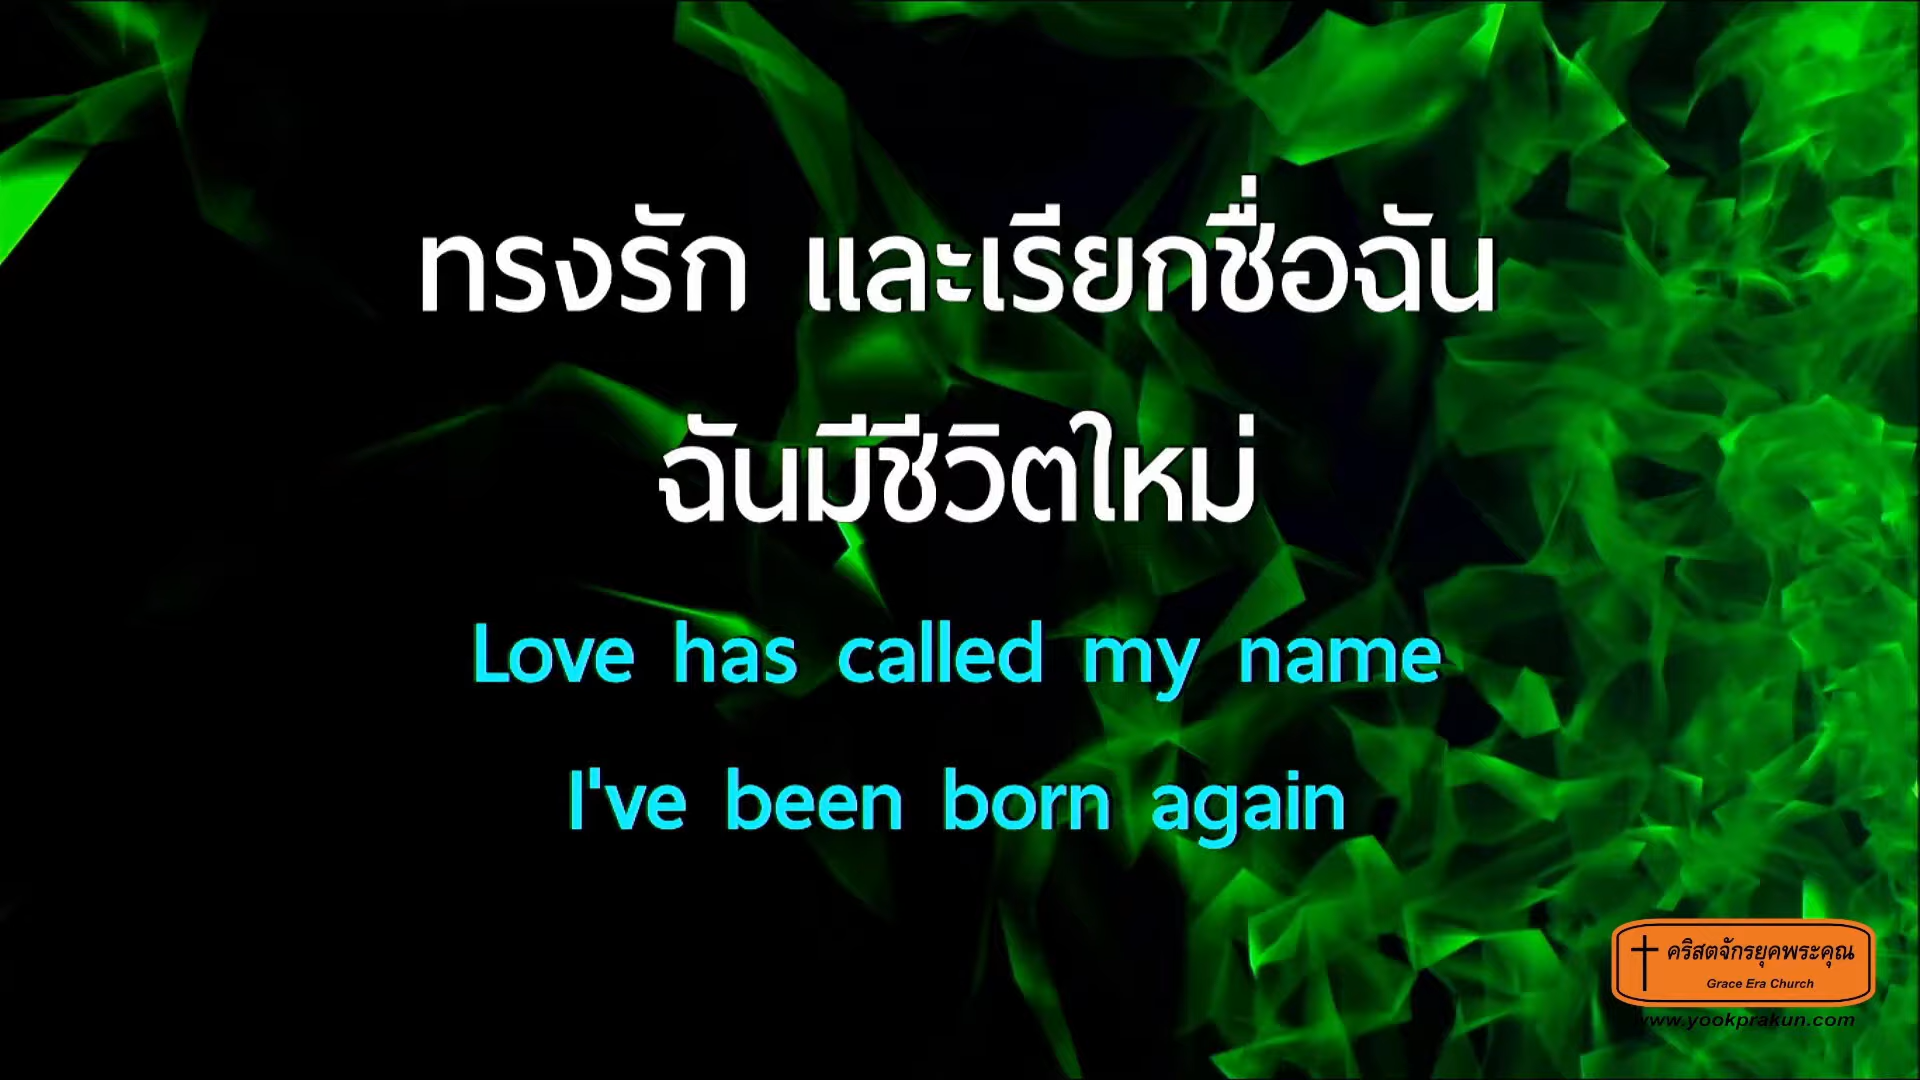 ทรงรัก และเรียกชื่อฉัน
ฉันมีชีวิตใหม่
Love has called my name
I've been born again
คริสตจักรยุคพระคุณ
Grace Era Church
www.yookprakun.com